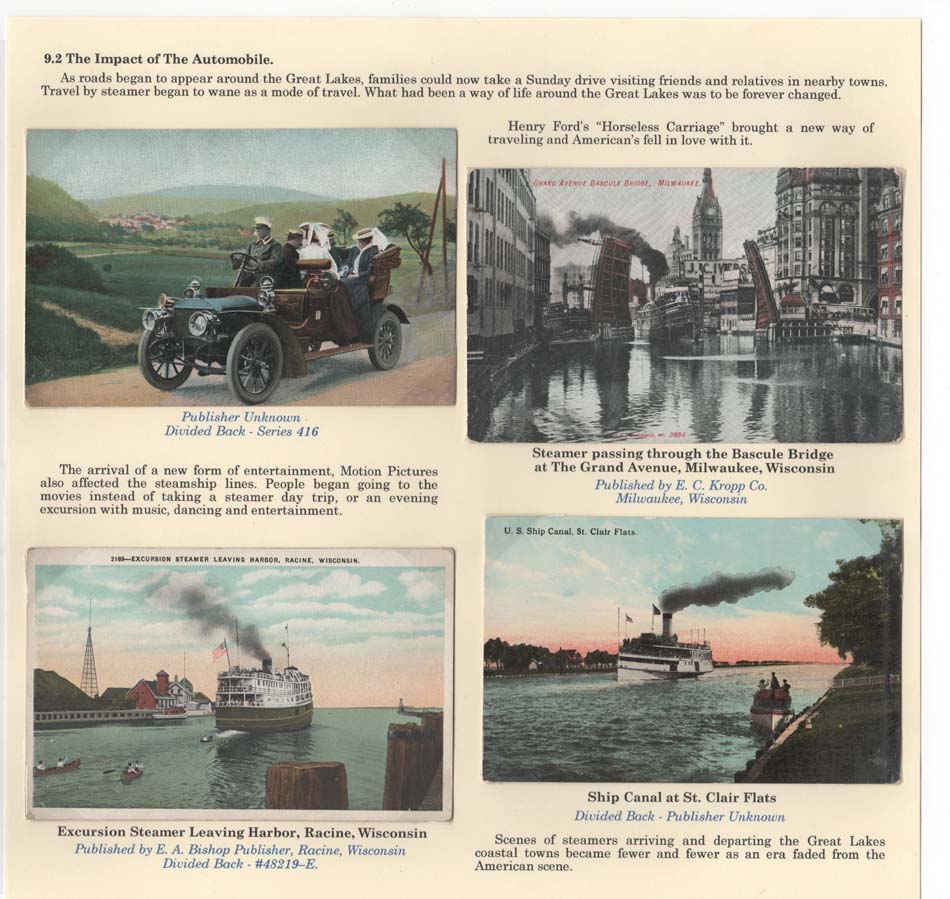 9.2 The Impact of The Automobile.
As roads began to appear around the Great Lakes, families could now take a Sunday drive visiting friends and relatives in nearby towns.
Travel by steamer began to wane as a mode of travel. What had been a way of life around the Great Lakes was to be forever changed.
Henry Ford's "Horseless Carriage" brought a new way of
traveling and American's fell in love with it.
GRAND AVENUE BASCULE BRIDGE, MILWAUKEE.
3894
Publisher Unknown
Divided Back - Series 416
Steamer passing through the Bascule Bridge
at The Grand Avenue, Milwaukee, Wisconsin
Published by E. C. Kropp Co.
Milwaukee, Wisconsin
The arrival of a new form of entertainment, Motion Pictures
also affected the steamship lines. People began going to the
movies instead of taking a steamer day trip, or an evening
excursion with music, dancing and entertainment.
U. S. Ship Canal, St. Clair Flats.
2169—EXCURSION STEAMER LEAVING HARBOR, RACINE, WISCONSIN.
Ship Canal at St. Clair Flats
Divided Back - Publisher Unknown
Excursion Steamer Leaving Harbor, Racine, Wisconsin
Published by E. A. Bishop Publisher, Racine, Wisconsin
Divided Back - #48219–E.
Scenes of steamers arriving and departing the Great Lakes
coastal towns became fewer and fewer as an era faded from the
American scene.